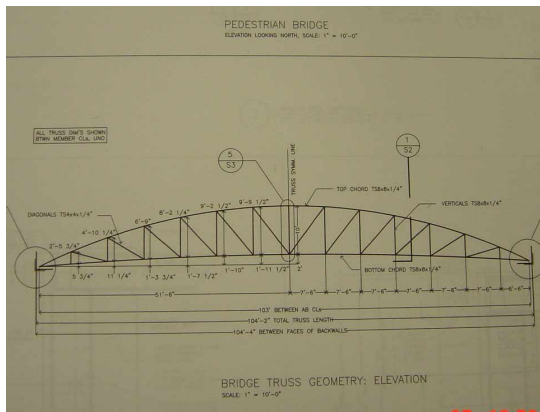 PEDESTRIAN BRIDGE
ELEVATION LOOKING NORTH, SCALE: 1" = 10'-0"
ALL TRUSS DIM'S SHOWN
BTWN MEMBER CLs, UNO
5
S3
TRUSS SYMM. LINE
1
S2
DIAGONALS TS4x4x1/4"
2'-5 3/4"
4'-10 1/4"
6'-9"
8'-2 1/4"
9'-2 1/2"
9'-9 1/2"
10'
TOP CHORD TS8x8x1/4"
VERTICALS TS8x8x1/4"
5 3/4"
11 1/4"
1'-3 3/4"
1'-7 1/2"
1'-10"
1'-11 1/2"
2'
BOTTOM CHORD TS8x8x1/4"
51'-6"
7'-6"
7'-6"
7'-6"
7'-6"
7'-6"
7'-6"
6'-6"
103' BETWEEN AB CLs
104'-2" TOTAL TRUSS LENGTH
104'-4" BETWEEN FACES OF BACKWALLS
BRIDGE TRUSS GEOMETRY: ELEVATION
SCALE: 1" = 10'-0"